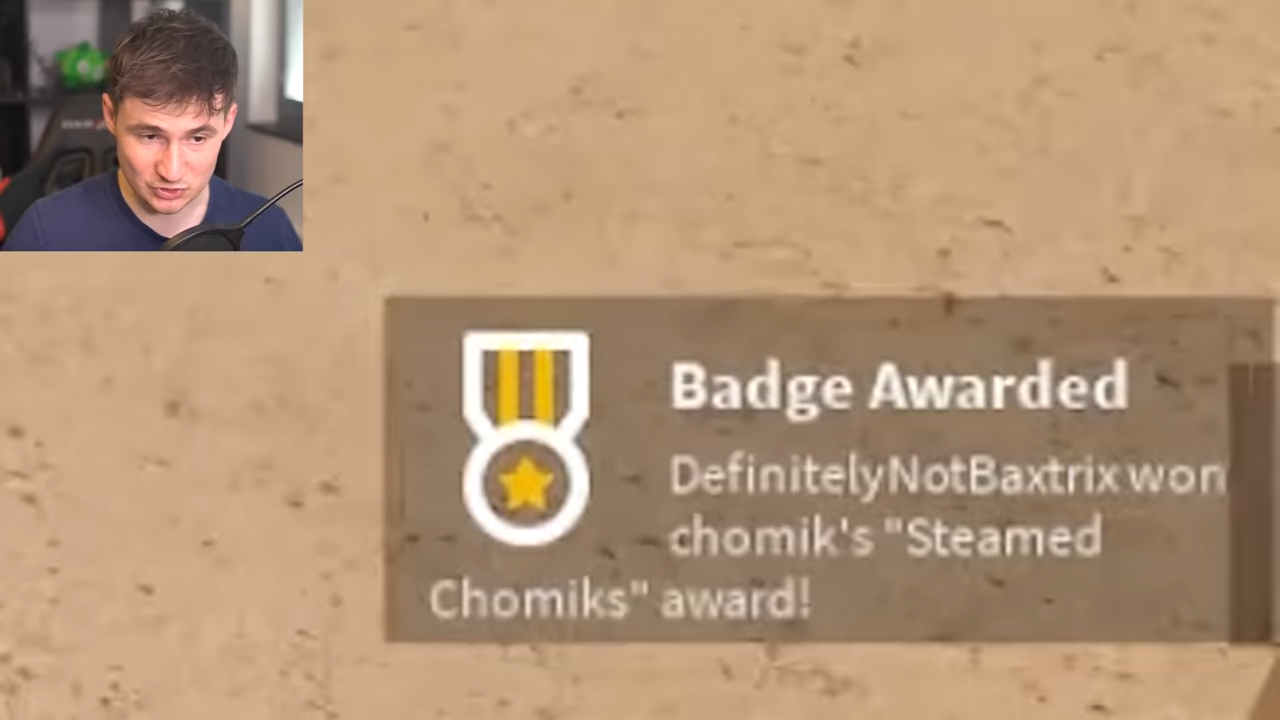 Badge Awarded
DefinitelyNotBaxtrix won
chomik's "Steamed
Chomiks" award!